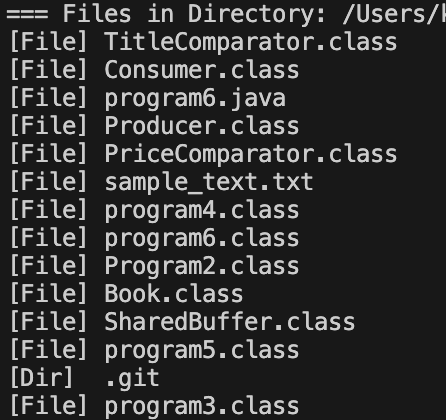 === Files in Directory: /Users/
[File] TitleComparator.class
[File] Consumer.class
[File] program6.java
[File] Producer.class
[File] PriceComparator.class
[File] sample_text.txt
[File] program4.class
[File] program6.class
[File] Program2.class
[File] Book.class
[File] SharedBuffer.class
[File] program5.class
[Dir]  .git
[File] program3.class